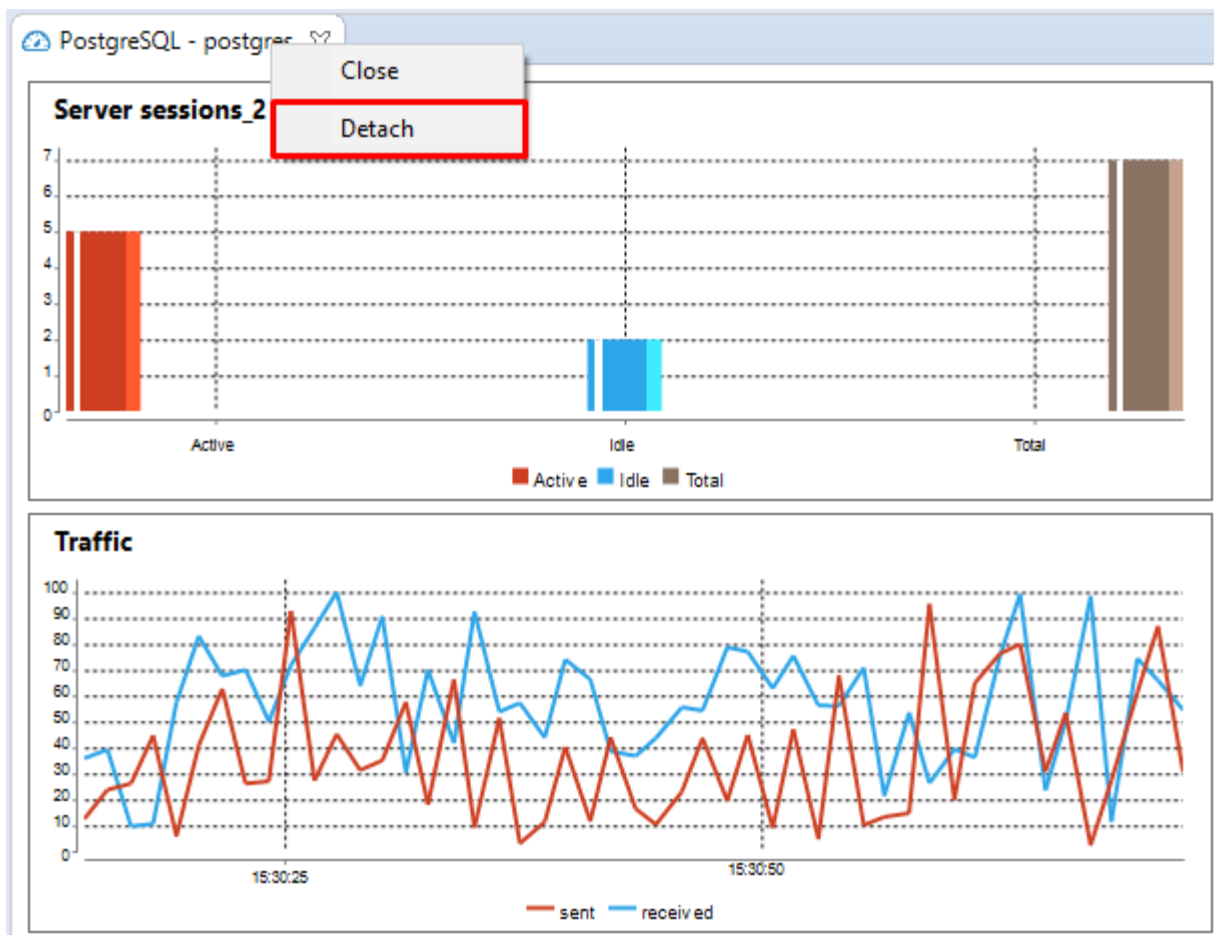 PostgreSQL - postgres
Close
Server sessions_2
Detach
7
6
5
4
3
2
1
0
Active Idle Total
Active Idle Total
Traffic
100
90
80
70
60
50
40
30
20
10
0
15:30:25 15:30:50
sent received